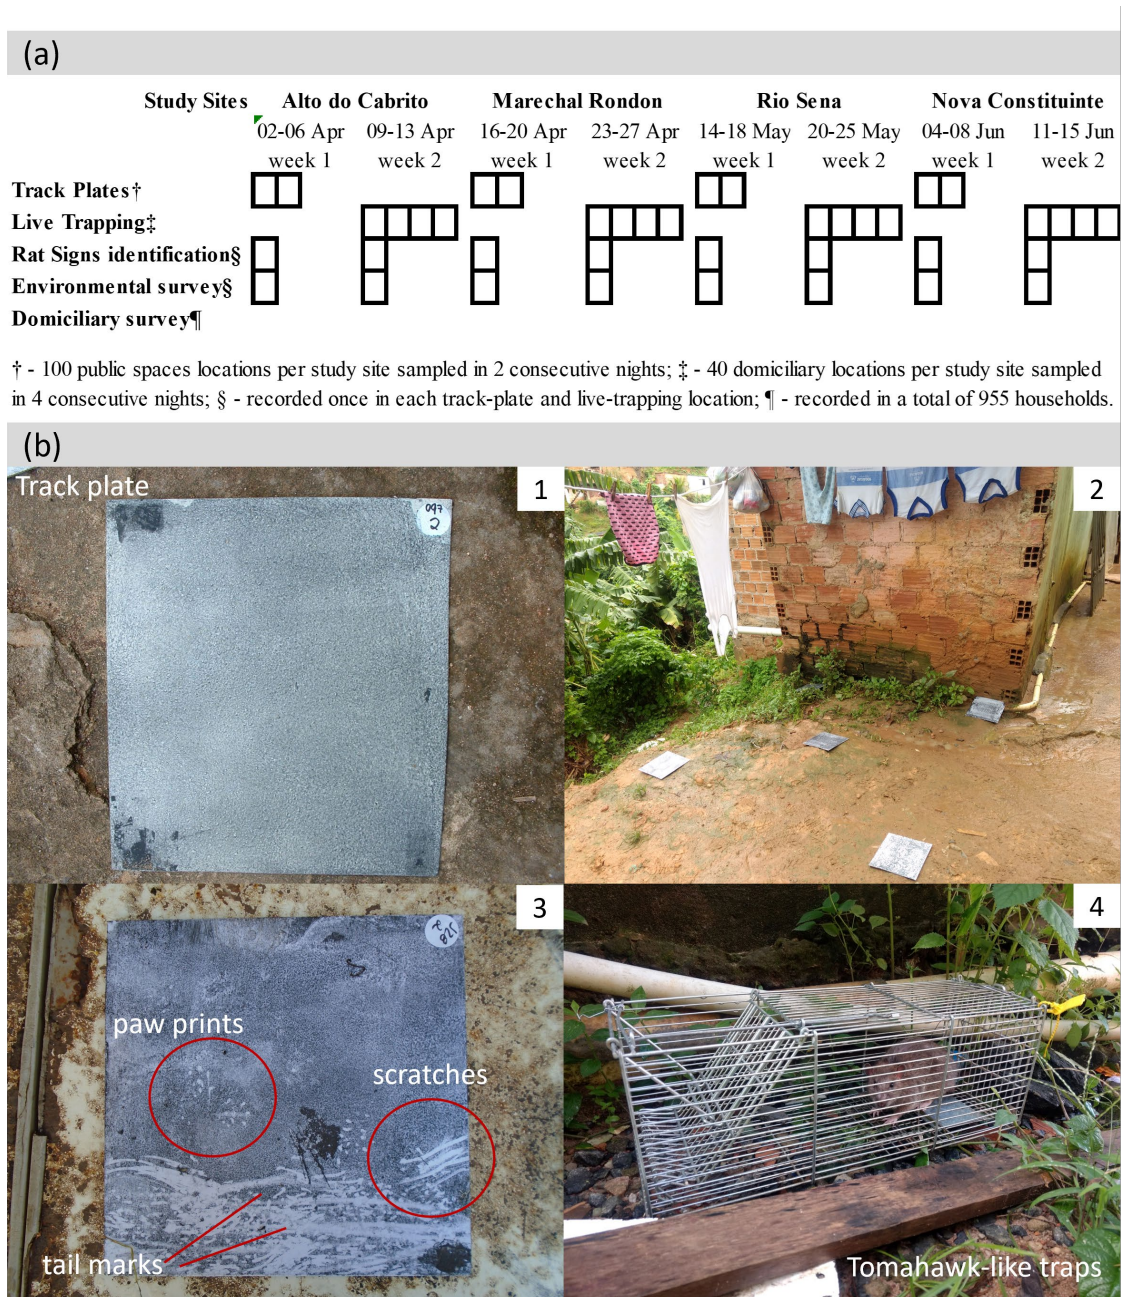 (a)
Study Sites Alto do Cabrito Marechal Rondon Rio Sena Nova Constituinte
02-06 Apr 09-13 Apr 16-20 Apr 23-27 Apr 14-18 May 20-25 May 04-08 Jun 11-15 Jun
week 1 week 2 week 1 week 2 week 1 week 2 week 1 week 2
Track Plates†
Live Trapping‡
Rat Signs identification§
Environmental survey§
Domiciliary survey¶
† - 100 public spaces locations per study site sampled in 2 consecutive nights; ‡ - 40 domiciliary locations per study site sampled
in 4 consecutive nights; § - recorded once in each track-plate and live-trapping location; ¶ - recorded in a total of 955 households.
(b)
Track plate
1
097
2
2
3
paw prints
scratches
tail marks
4
Tomahawk-like traps